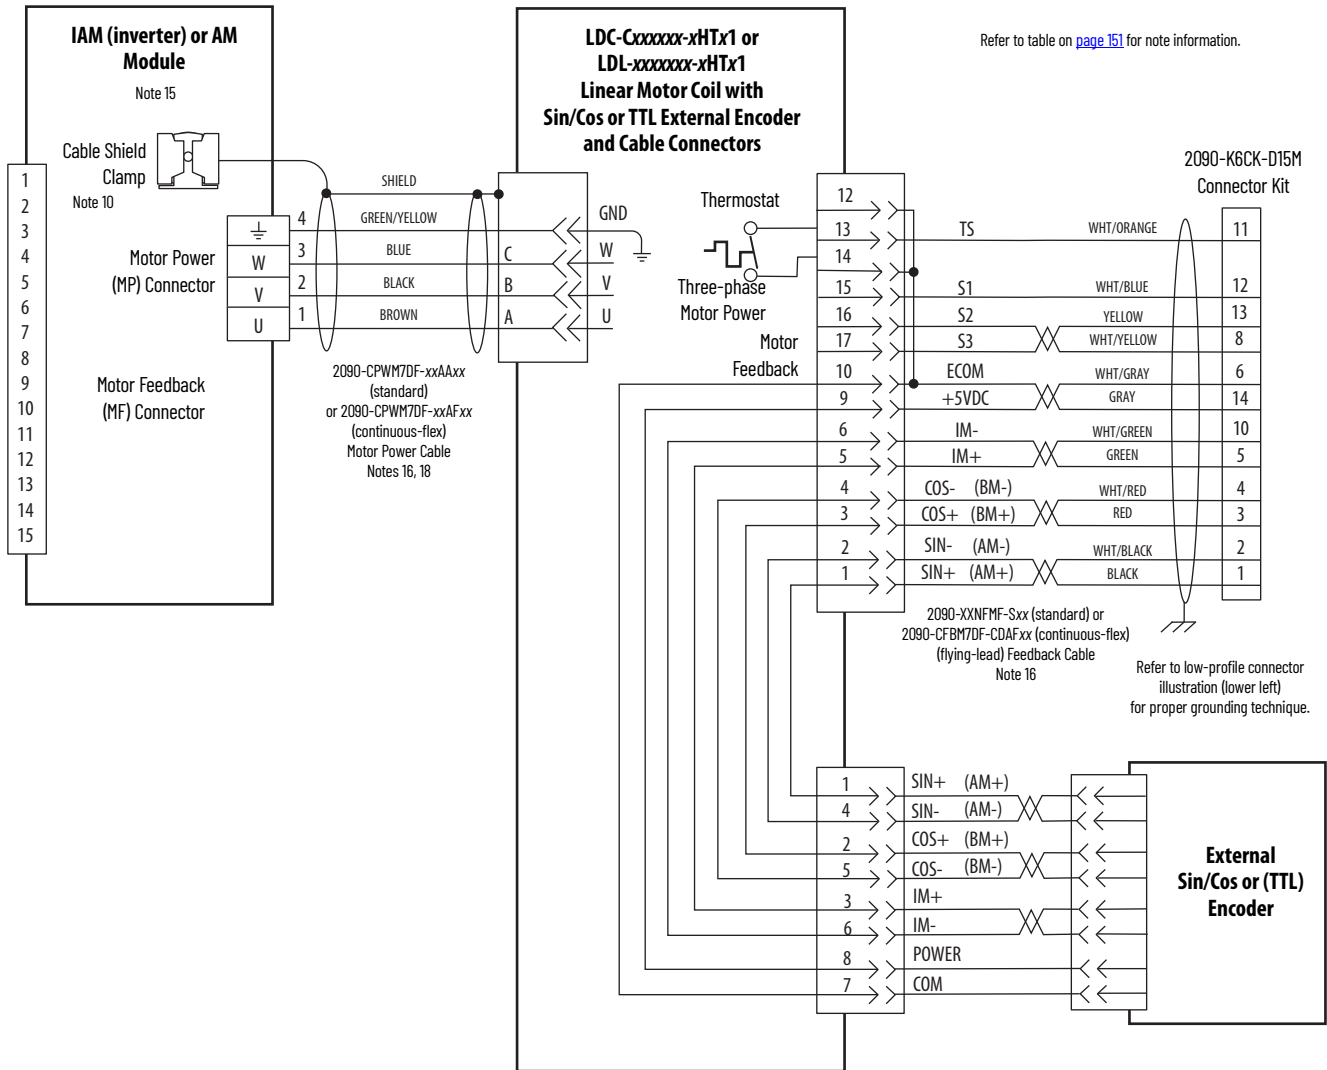 IAM (inverter) or AM
Module
Note 15
Cable Shield
Clamp
Note 10
1
2
3
4
5
6
7
8
9
10
11
12
13
14
15
Motor Power
(MP) Connector
W
V
U
4
3
2
1
Motor Feedback
(MF) Connector
SHIELD
GREEN/YELLOW
BLUE
BLACK
BROWN
2090-CPWM7DF-xxAAxx
(standard)
or 2090-CPWM7DF-xxAFxx
(continuous-flex)
Motor Power Cable
Notes 16, 18
LDC-Cxxxxxx-xHTx1 or
LDL-xxxxxxx-xHTx1
Linear Motor Coil with
Sin/Cos or TTL External Encoder
and Cable Connectors
C
B
A
GND
W
V
U
Thermostat
Three-phase
Motor Power
Motor
Feedback
12
13
14
15
16
17
10
9
6
5
4
3
2
1
TS WHT/ORANGE
S1 WHT/BLUE
S2 YELLOW
S3 WHT/YELLOW
ECOM WHT/GRAY
+5VDC GRAY
IM- WHT/GREEN
IM+ GREEN
COS- (BM-) WHT/RED
COS+ (BM+) RED
SIN- (AM-) WHT/BLACK
SIN+ (AM+) BLACK
Refer to table on page 151 for note information.
2090-K6CK-D15M
Connector Kit
11
12
13
8
6
14
10
5
4
3
2
1
2090-XXNFMF-Sxx (standard) or
2090-CFBM7DF-CDAFxx (continuous-flex)
(flying-lead) Feedback Cable
Note 16
Refer to low-profile connector
illustration (lower left)
for proper grounding technique.
1 SIN+ (AM+)
4 SIN- (AM-)
2 COS+ (BM+)
5 COS- (BM-)
3 IM+
6 IM-
8 POWER
7 COM
External
Sin/Cos or (TTL)
Encoder